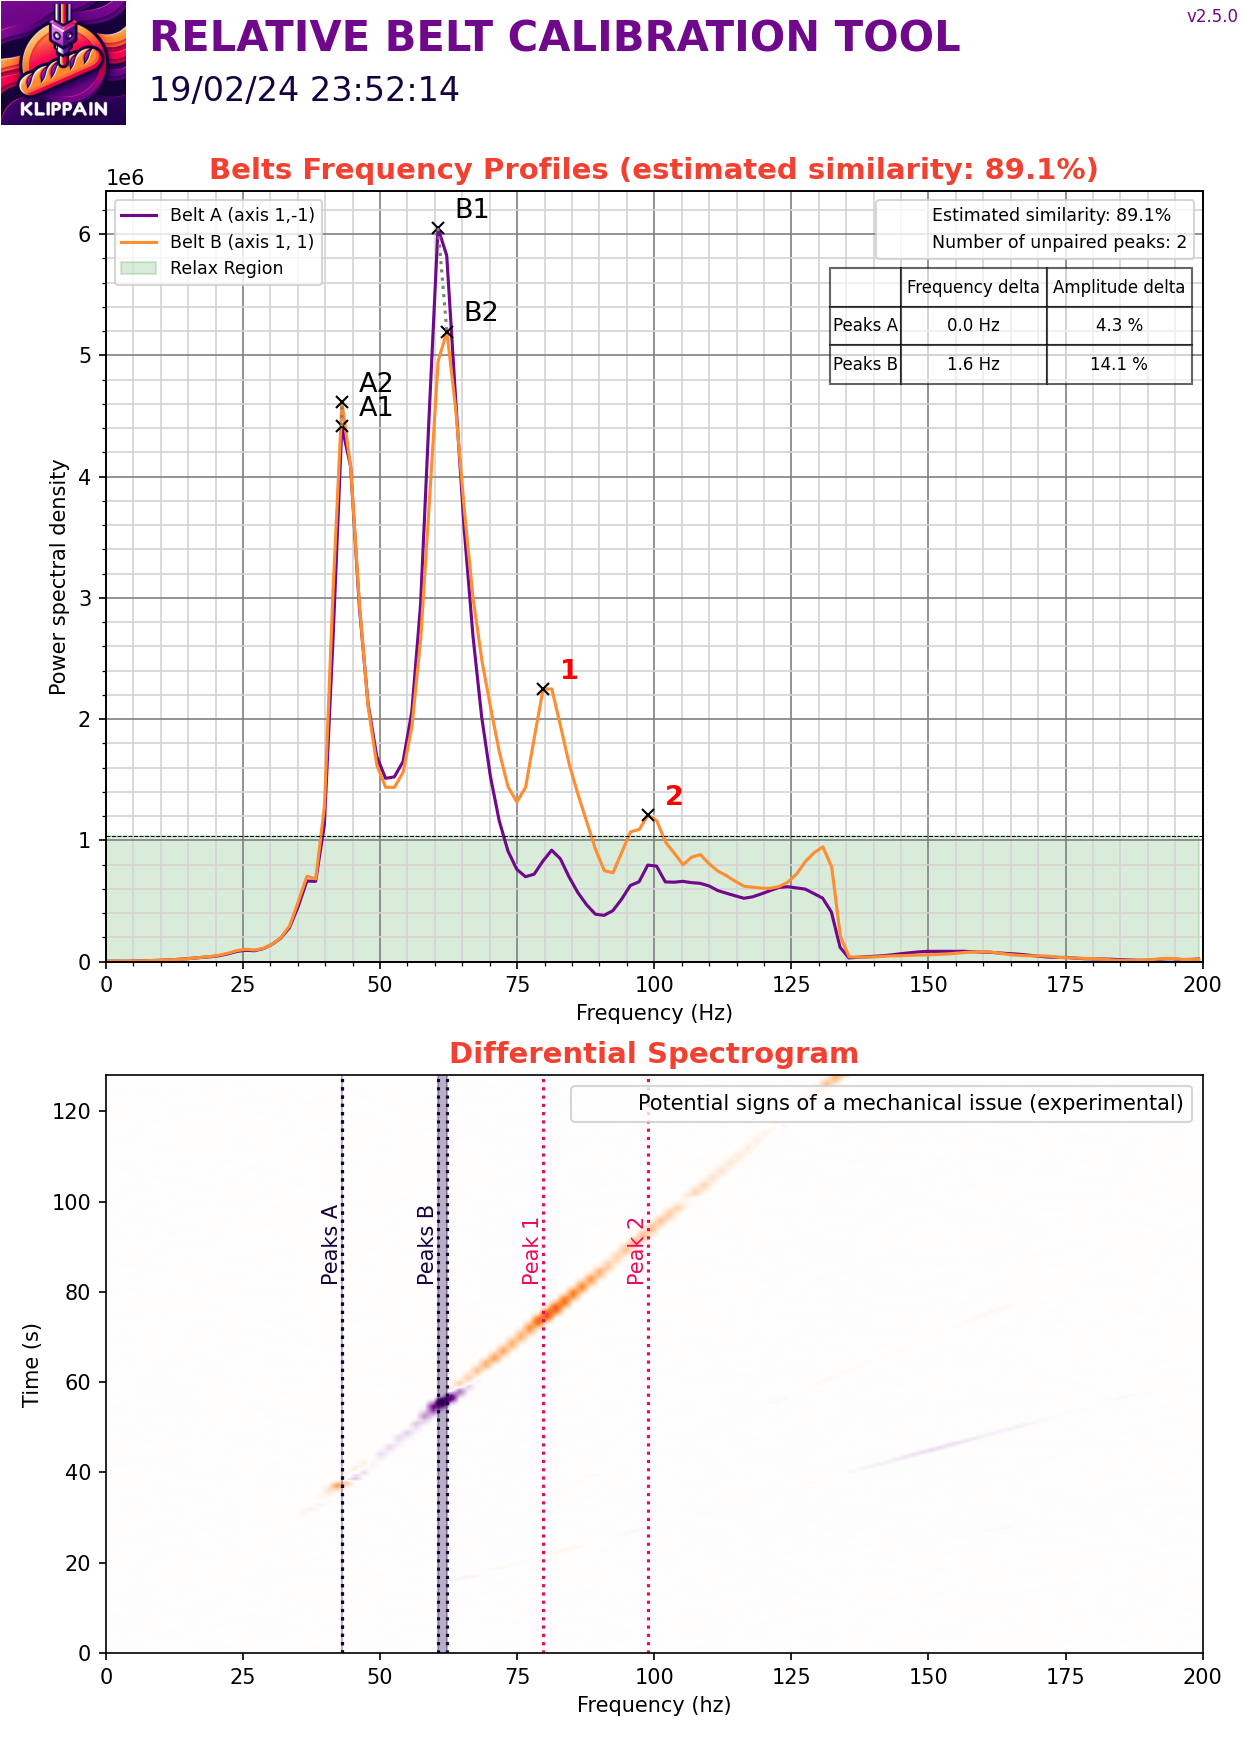 v2.5.0
RELATIVE BELT CALIBRATION TOOL
19/02/24 23:52:14
KLIPPAIN
Belts Frequency Profiles (estimated similarity: 89.1%)
1e6
Belt A (axis 1,-1)
Belt B (axis 1, 1)
Relax Region
Estimated similarity: 89.1%
Number of unpaired peaks: 2
Frequency delta Amplitude delta
Peaks A 0.0 Hz 4.3 %
Peaks B 1.6 Hz 14.1 %
B1
B2
A2
A1
1
2
Power spectral density
6
5
4
3
2
1
0
0 25 50 75 100 125 150 175 200
Frequency (Hz)
Differential Spectrogram
Potential signs of a mechanical issue (experimental)
Peaks A
Peaks B
Peak 1
Peak 2
Time (s)
120
100
80
60
40
20
0
0 25 50 75 100 125 150 175 200
Frequency (hz)